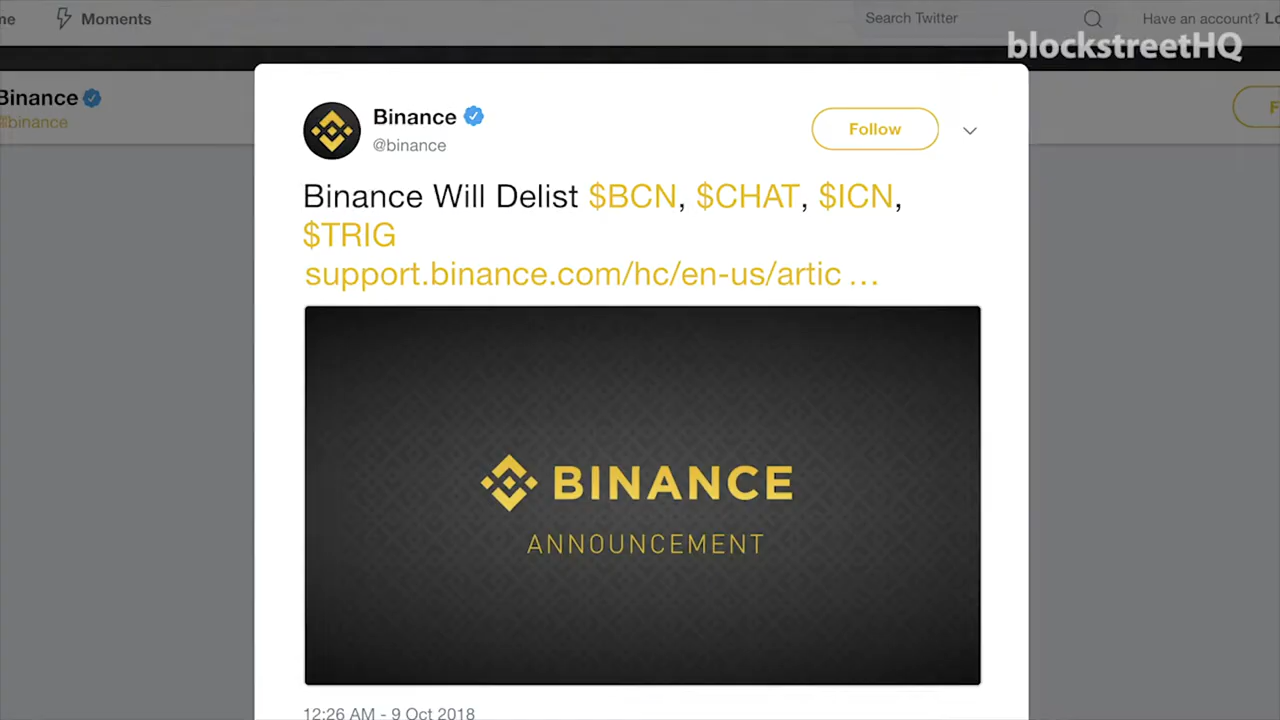 Moments
Search Twitter
Have an account?
blockstreetHQ
Binance
@binance
Binance
@binance
Follow
Binance Will Delist $BCN, $CHAT, $ICN,
$TRIG
support.binance.com/hc/en-us/artic …
BINANCE
ANNOUNCEMENT
12:26 AM - 9 Oct 2018